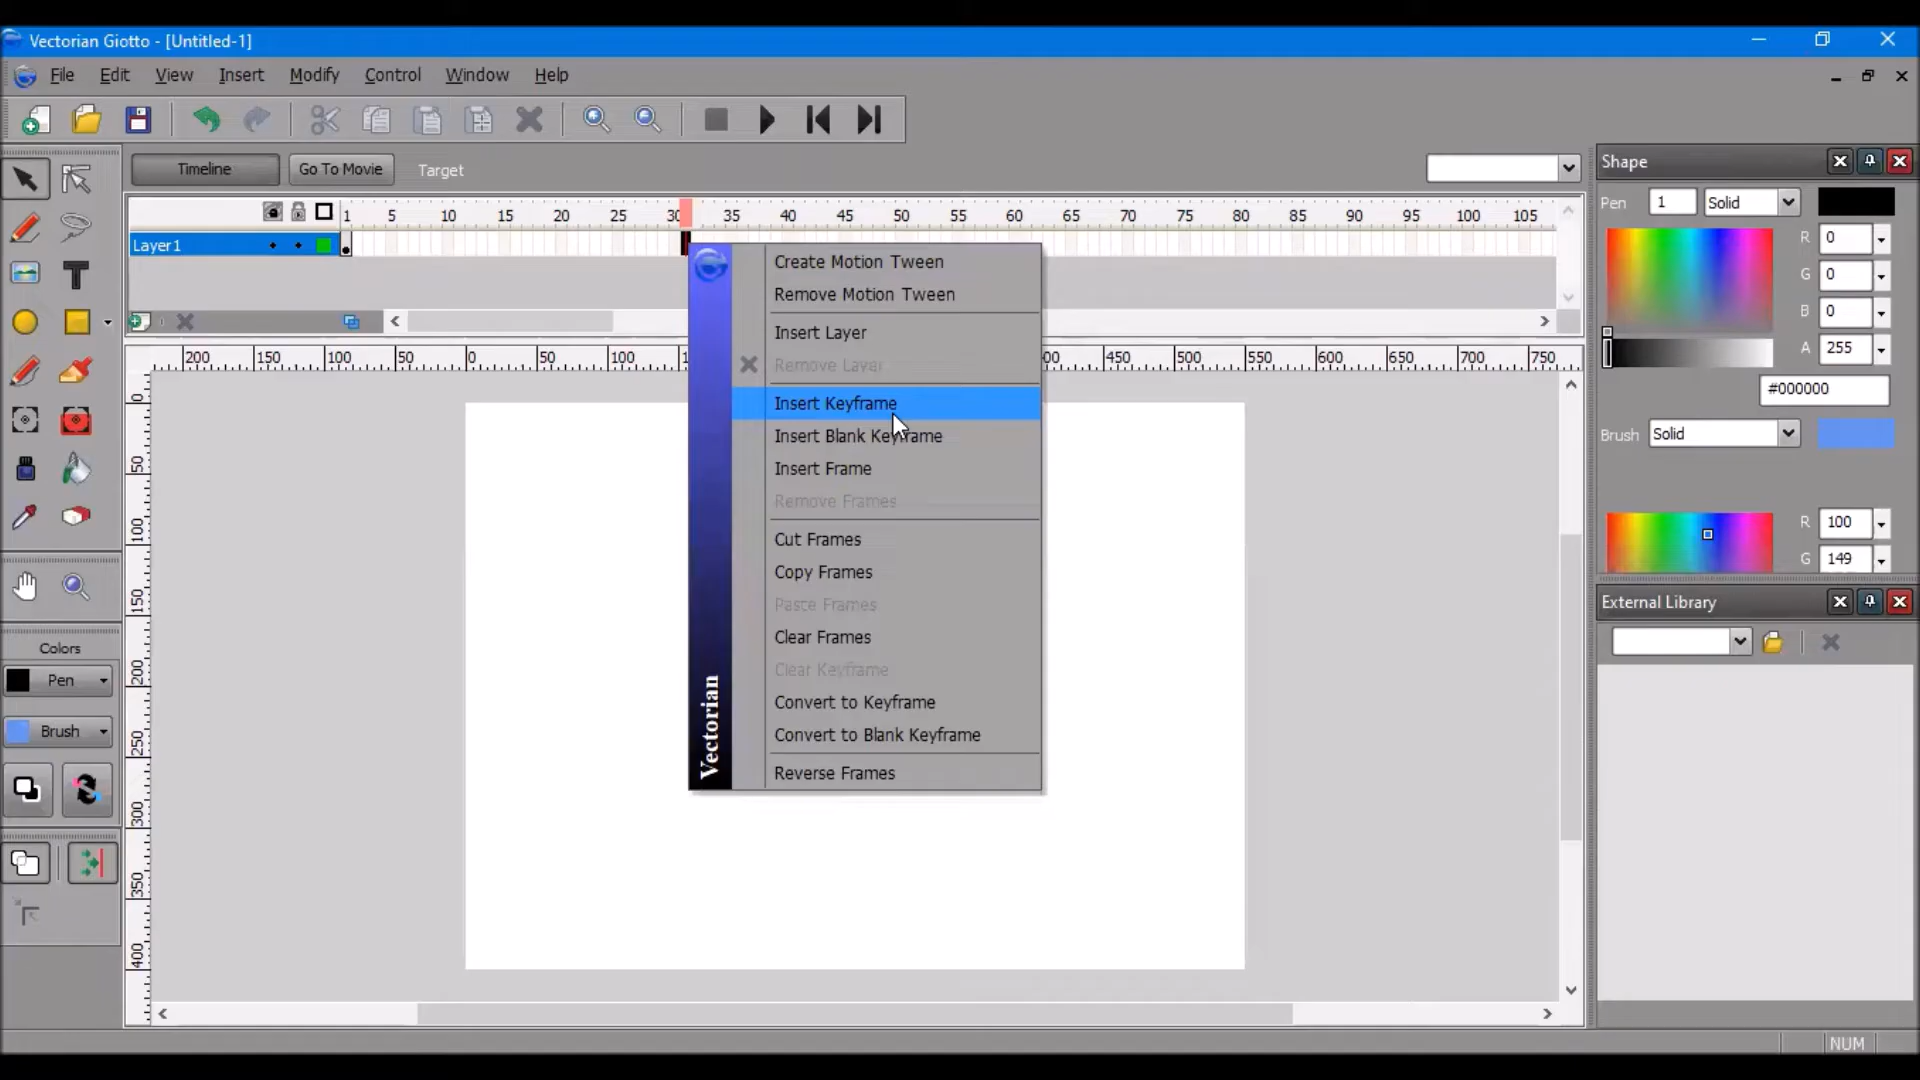 Vectorian Giotto - [Untitled-1]
File Edit View Insert Modify Control Window Help
Timeline Go To Movie Target
1 5 10 15 20 25 30 35 40 45 50 55 60 65 70 75 80 85 90 95 100 105
Layer1
200 150 100 50 0 50 100 450 500 550 600 650 700 750
0
50
100
150
200
250
300
350
400
Create Motion Tween
Remove Motion Tween
Insert Layer
Remove Layer
Insert Keyframe
Insert Blank Keyframe
Insert Frame
Remove Frames
Cut Frames
Copy Frames
Paste Frames
Clear Frames
Clear Keyframe
Convert to Keyframe
Convert to Blank Keyframe
Reverse Frames
Vectorian
Colors
Pen
Brush
Shape
Pen 1 Solid
R 0
G 0
B 0
A 255
#000000
Brush Solid
R 100
G 149
External Library
NUM